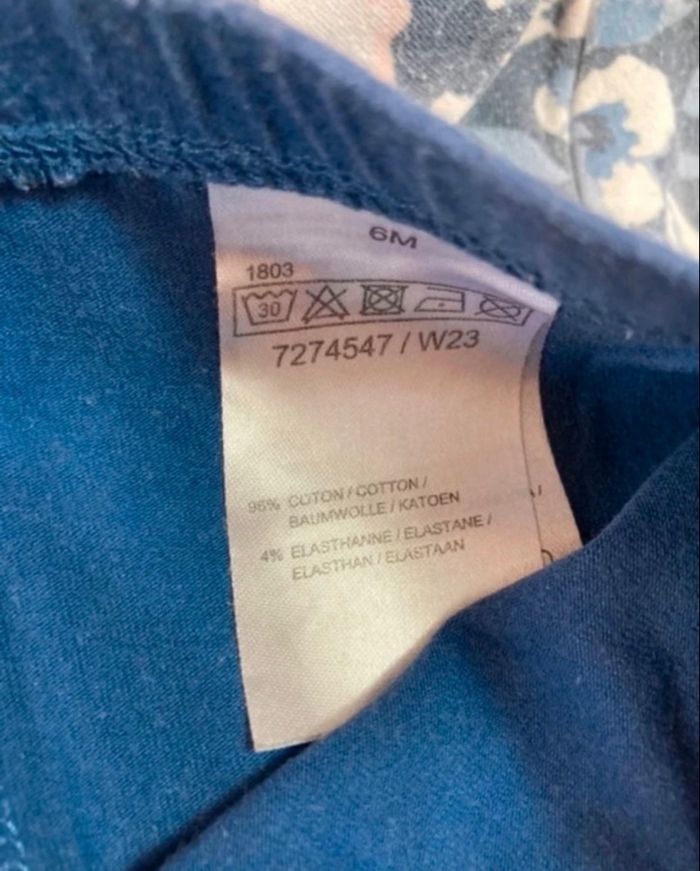 6M
1803
30
7274547 / W23
96% COTON / COTTON /
BAUMWOLLE / KATOEN
4% ELASTHANNE / ELASTANE /
ELASTHAN / ELASTAAN